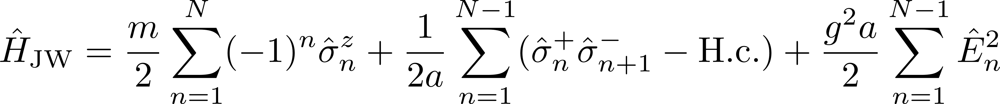 \hat{H}_{\mathrm{JW}} = \frac{m}{2} \sum_{n=1}^{N} (-1)^n \hat{\sigma}_n^z + \frac{1}{2a} \sum_{n=1}^{N-1} (\hat{\sigma}_n^+ \hat{\sigma}_{n+1}^- - \mathrm{H.c.}) + \frac{g^2 a}{2} \sum_{n=1}^{N-1} \hat{E}_n^2